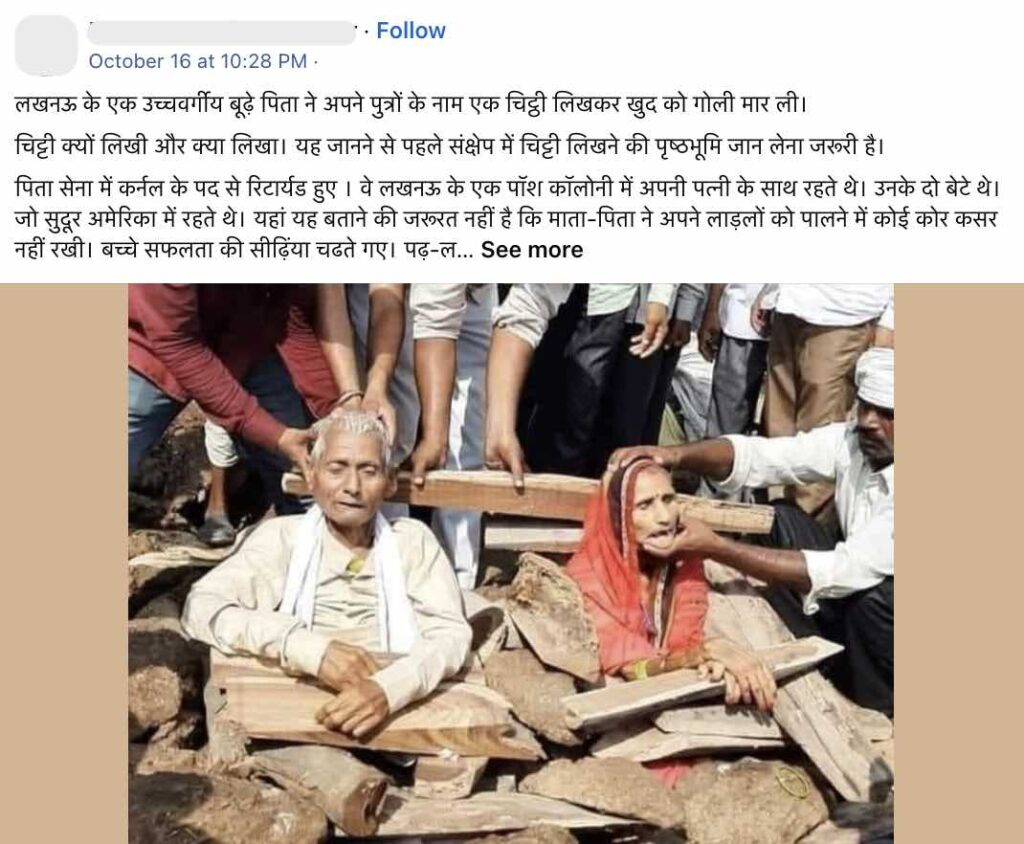 · Follow
October 16 at 10:28 PM ·
लखनऊ के एक उच्चवर्गीय बूढ़े पिता ने अपने पुत्रों के नाम एक चिट्ठी लिखकर खुद को गोली मार ली।
चिट्टी क्यों लिखी और क्या लिखा। यह जानने से पहले संक्षेप में चिट्टी लिखने की पृष्ठभूमि जान लेना जरूरी है।
पिता सेना में कर्नल के पद से रिटार्यड हुए । वे लखनऊ के एक पॉश कॉलोनी में अपनी पत्नी के साथ रहते थे। उनके दो बेटे थे।
जो सुदूर अमेरिका में रहते थे। यहां यह बताने की जरूरत नहीं है कि माता-पिता ने अपने लाड़लों को पालने में कोई कोर कसर
नहीं रखी। बच्चे सफलता की सीढ़िंया चढते गए। पढ़-ल... See more